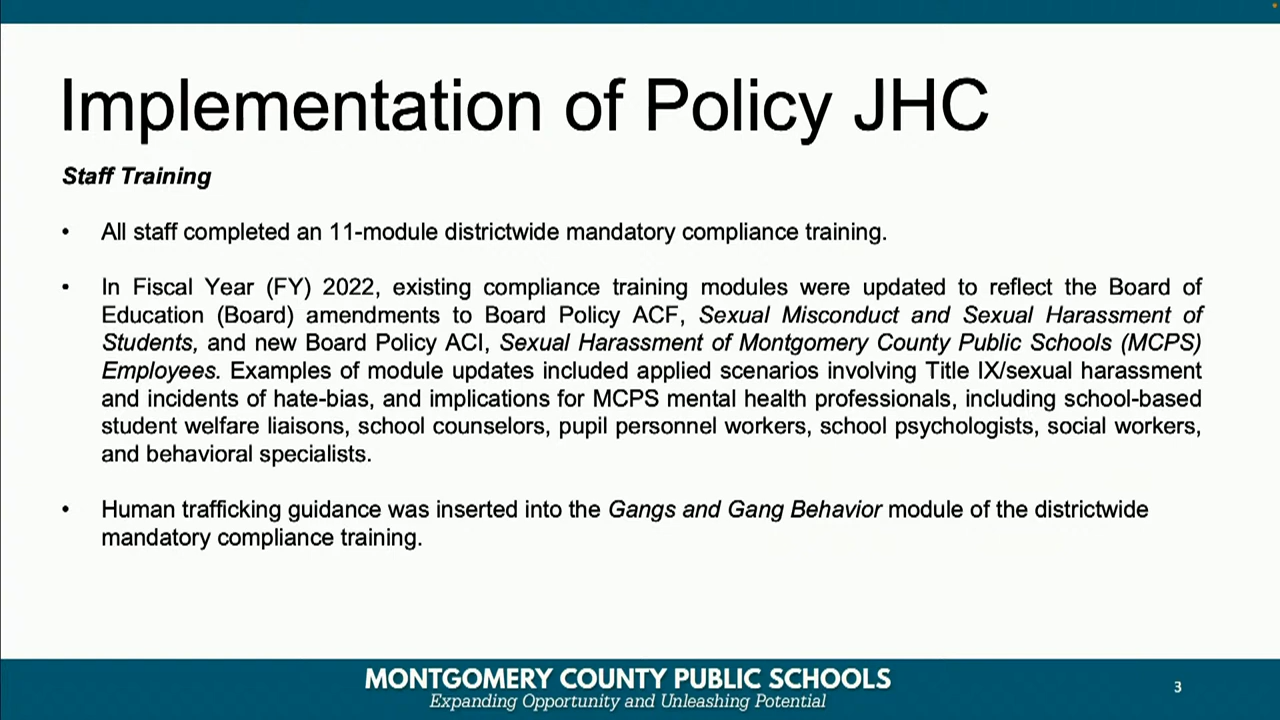 Implementation of Policy JHC
Staff Training
• All staff completed an 11-module districtwide mandatory compliance training.
• In Fiscal Year (FY) 2022, existing compliance training modules were updated to reflect the Board of
Education (Board) amendments to Board Policy ACF, Sexual Misconduct and Sexual Harassment of
Students, and new Board Policy ACI, Sexual Harassment of Montgomery County Public Schools (MCPS)
Employees. Examples of module updates included applied scenarios involving Title IX/sexual harassment
and incidents of hate-bias, and implications for MCPS mental health professionals, including school-based
student welfare liaisons, school counselors, pupil personnel workers, school psychologists, social workers,
and behavioral specialists.
• Human trafficking guidance was inserted into the Gangs and Gang Behavior module of the districtwide
mandatory compliance training.
MONTGOMERY COUNTY PUBLIC SCHOOLS
Expanding Opportunity and Unleashing Potential
3